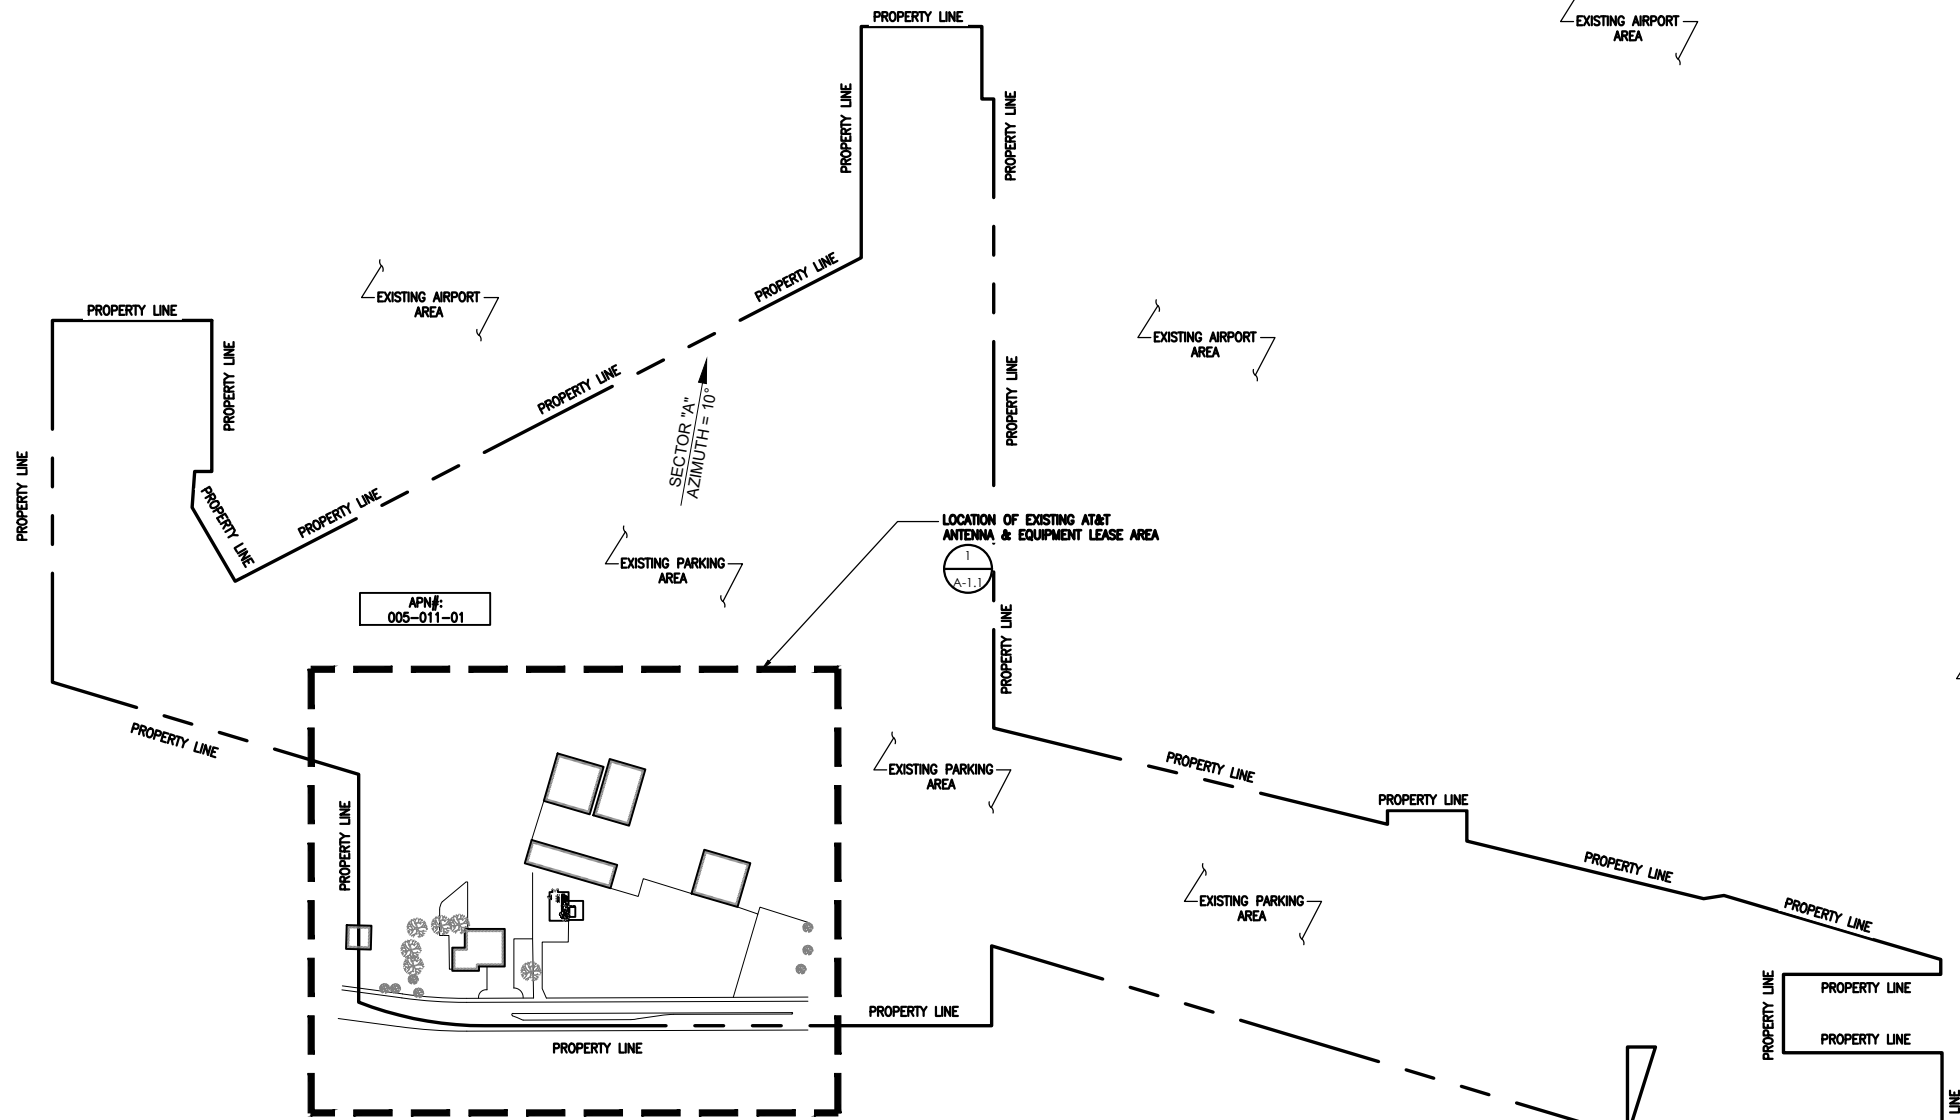 PROPERTY LINE
EXISTING AIRPORT
AREA
PROPERTY LINE
PROPERTY LINE
PROPERTY LINE
EXISTING AIRPORT
AREA
PROPERTY LINE
PROPERTY LINE
EXISTING AIRPORT
AREA
PROPERTY LINE
PROPERTY LINE
PROPERTY LINE
SECTOR "A"
AZIMUTH = 10°
PROPERTY LINE
PROPERTY LINE
PROPERTY LINE
PROPERTY LINE
LOCATION OF EXISTING AT&T
ANTENNA & EQUIPMENT LEASE AREA
1
A-1.1
EXISTING PARKING
AREA
APN#:
005-011-01
PROPERTY LINE
PROPERTY LINE
EXISTING PARKING
AREA
PROPERTY LINE
PROPERTY LINE
PROPERTY LINE
PROPERTY LINE
EXISTING PARKING
AREA
PROPERTY LINE
PROPERTY LINE
PROPERTY LINE
PROPERTY LINE
PROPERTY LINE
PROPERTY LINE
LINE